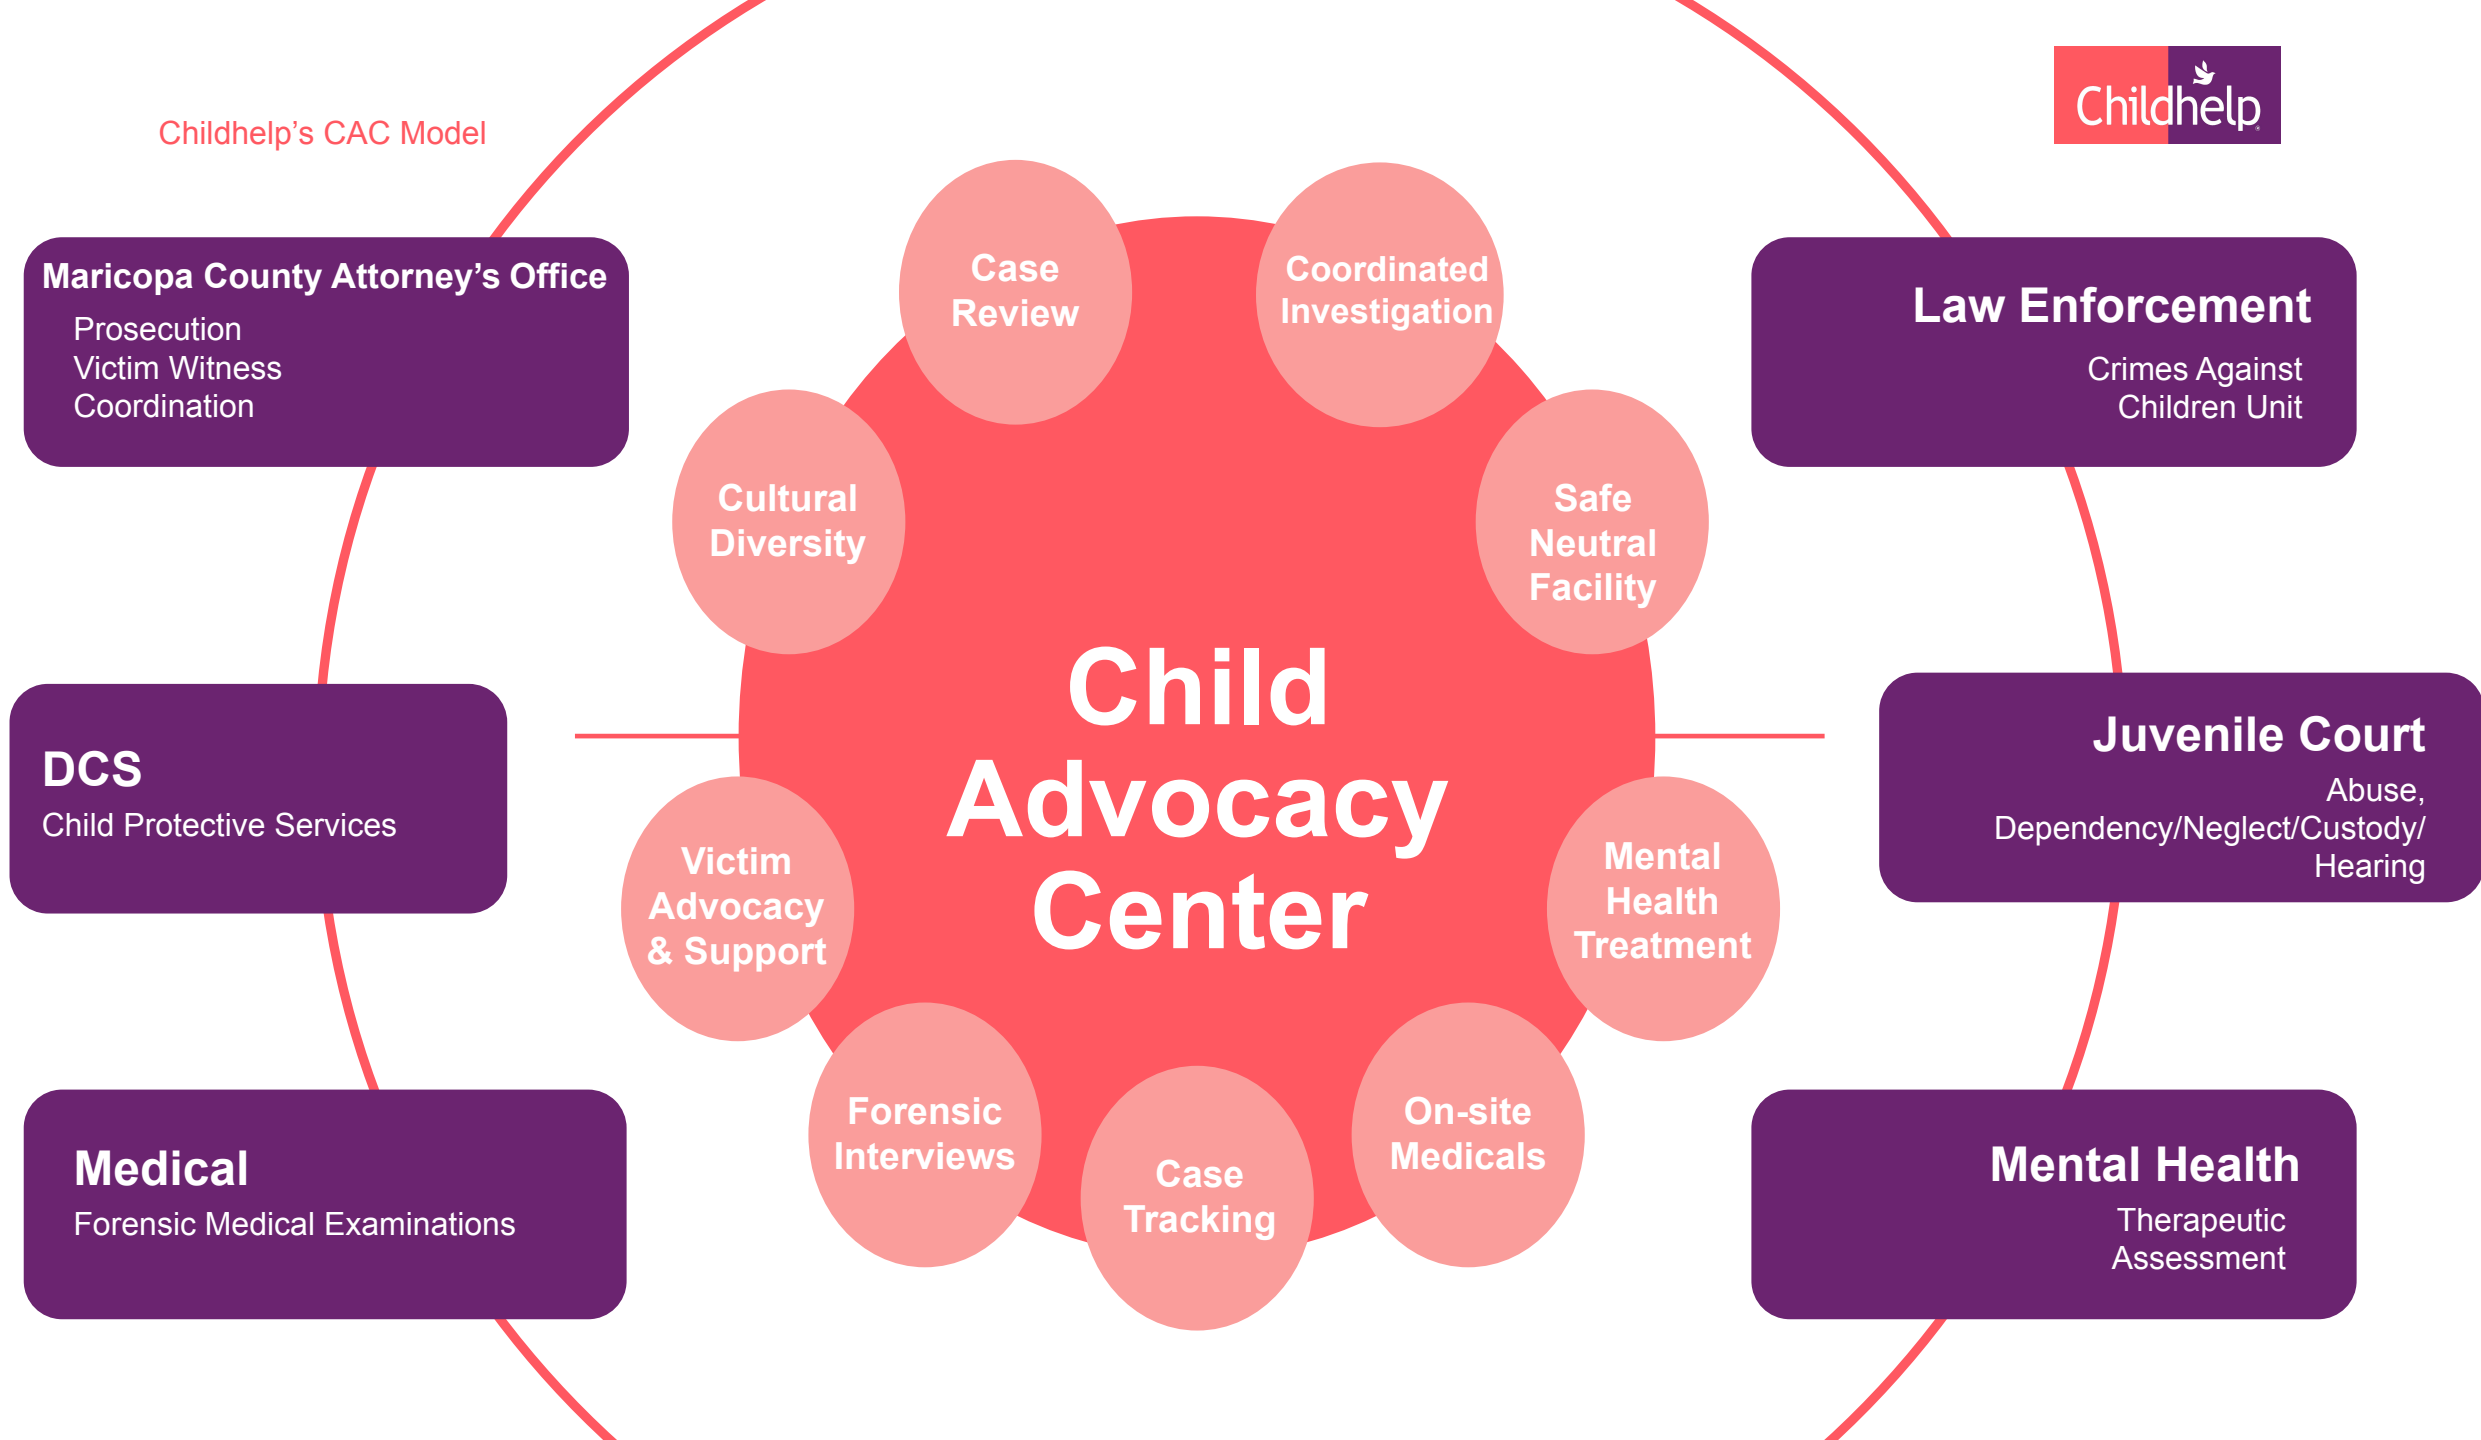 Childhelp
Childhelp's CAC Model
Maricopa County Attorney's Office
Prosecution
Victim Witness
Coordination
DCS
Child Protective Services
Medical
Forensic Medical Examinations
Case
Review
Coordinated
Investigation
Cultural
Diversity
Safe
Neutral
Facility
Child
Advocacy
Center
Victim
Advocacy
& Support
Mental
Health
Treatment
Forensic
Interviews
Case
Tracking
On-site
Medicals
Law Enforcement
Crimes Against
Children Unit
Juvenile Court
Abuse,
Dependency/Neglect/Custody/
Hearing
Mental Health
Therapeutic
Assessment